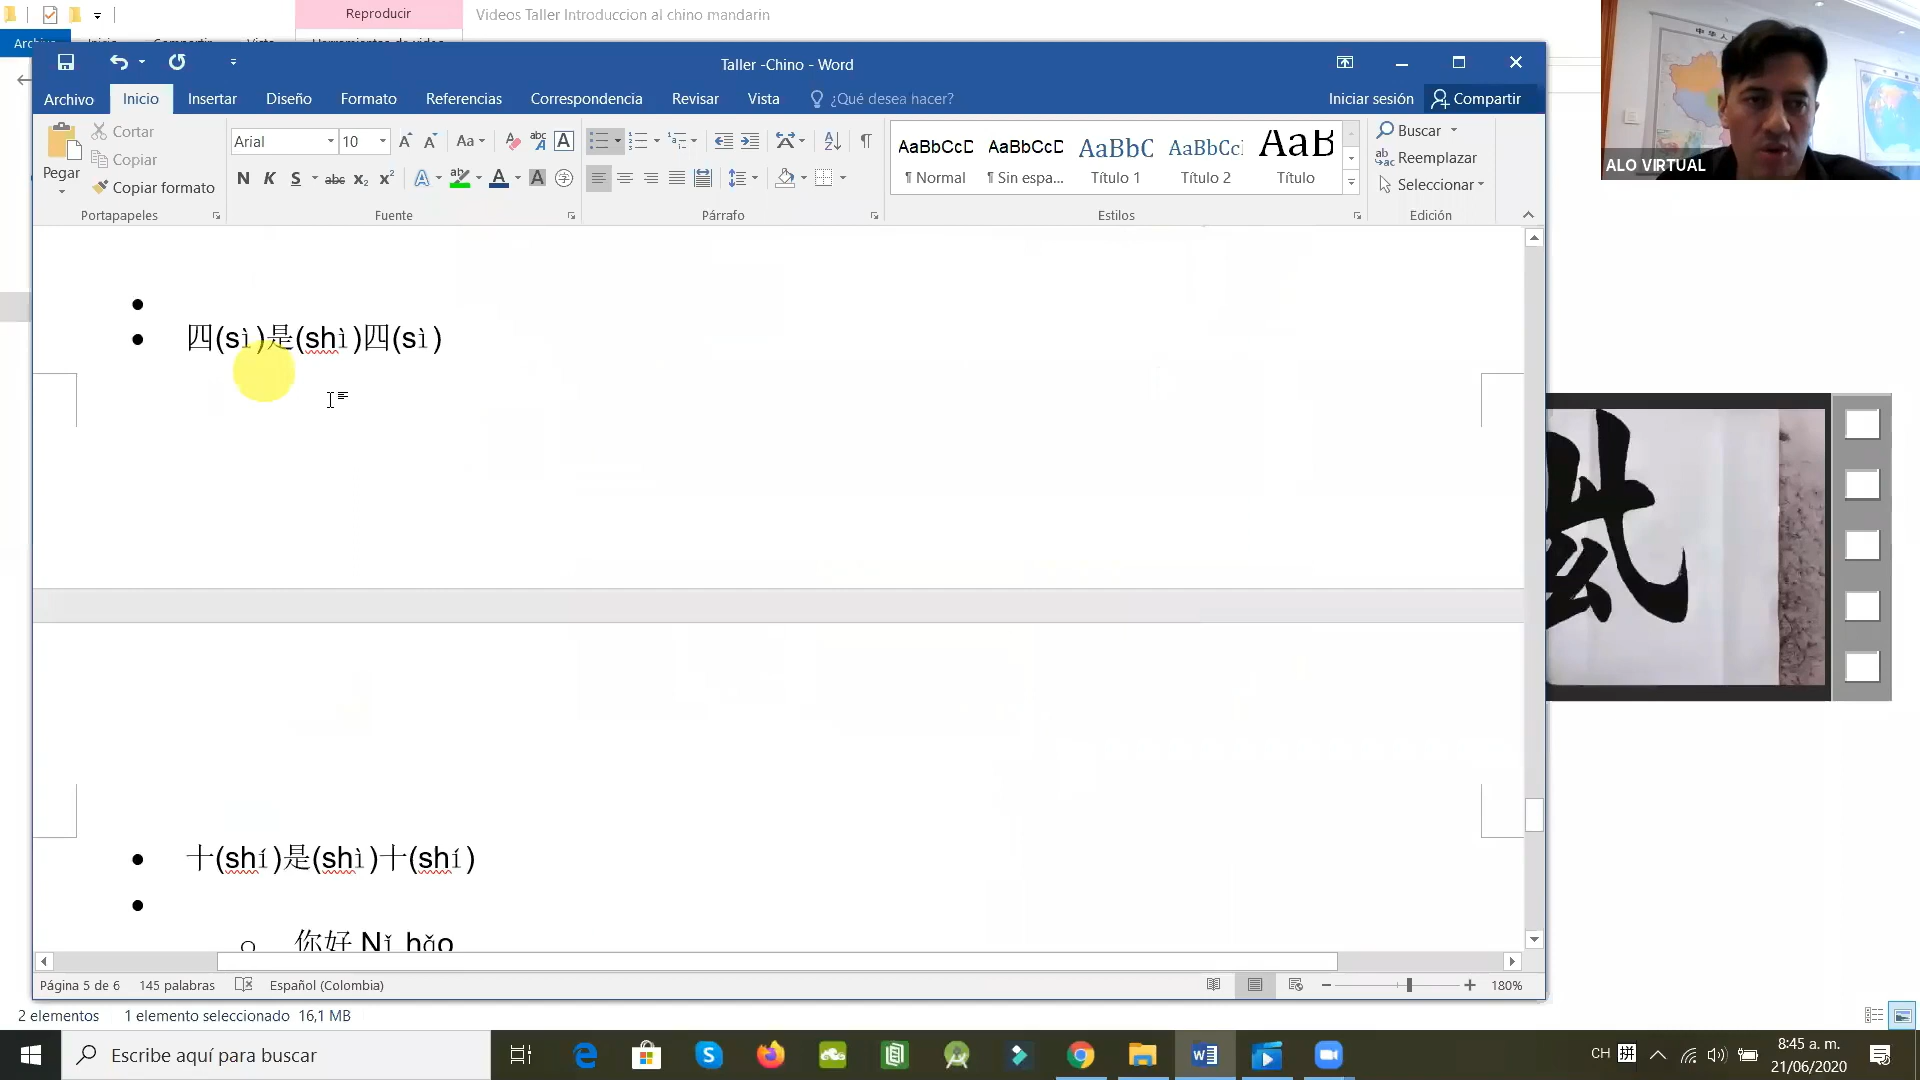 Reproducir
Videos Taller Introduccion al chino mandarin
Taller -Chino - Word
Archivo Inicio Insertar Diseño Formato Referencias Correspondencia Revisar Vista ¿Qué desea hacer? Iniciar sesión Compartir
Pegar
Cortar
Copiar
Copiar formato
Portapapeles
Arial 10
Fuente
Párrafo
AaBbCcD AaBbCcD AaBbC AaBbCc AaB
¶ Normal ¶ Sin espa... Título 1 Título 2 Título
Estilos
Buscar
Reemplazar
Seleccionar
Edición
ALO VIRTUAL
四(sì)是(shì)四(sì)
十(shí)是(shì)十(shí)
你好 Nǐ hǎo
Página 5 de 6 145 palabras Español (Colombia) 180%
2 elementos 1 elemento seleccionado 16,1 MB
Escribe aquí para buscar
CH 拼
8:45 a. m.
21/06/2020